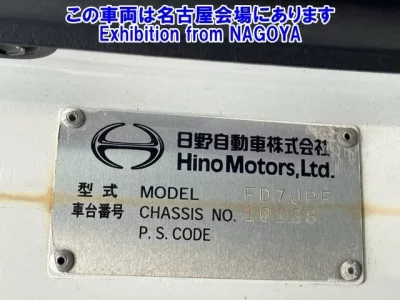 この車両は名古屋会場にあります
Exhibition from NAGOYA
日野自動車株式会社
Hino Motors, Ltd.
型式 MODEL FD7JPF
車台番号 CHASSIS NO. 10126
P. S. CODE